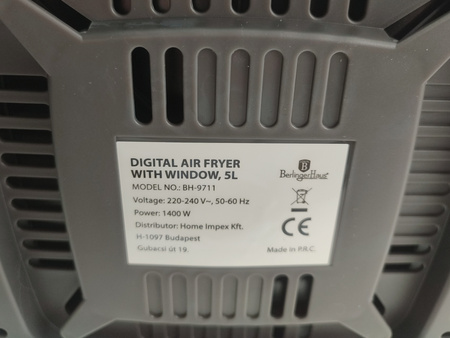 DIGITAL AIR FRYER
WITH WINDOW, 5L
MODEL NO.: BH-9711
Voltage: 220-240 V~, 50-60 Hz
Power: 1400 W
Distributor: Home Impex Kft.
H-1097 Budapest
Gubacsi út 19.
B
BerlingerHaus
CE
Made in P.R.C.